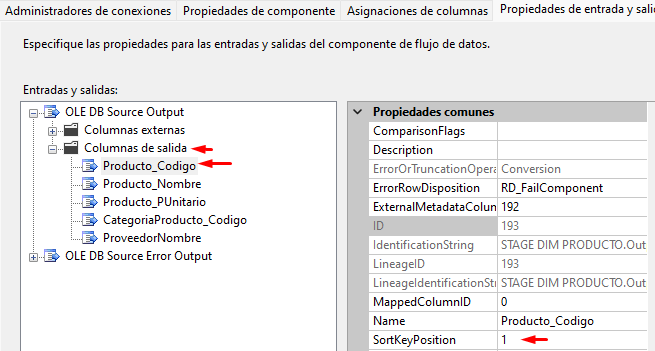 Administradores de conexiones Propiedades de componente Asignaciones de columnas Propiedades de entrada y sali
Especifique las propiedades para las entradas y salidas del componente de flujo de datos.
Entradas y salidas:
OLE DB Source Output
Columnas externas
Columnas de salida
Producto_Codigo
Producto_Nombre
Producto_PUnitario
CategoriaProducto_Codigo
ProveedorNombre
OLE DB Source Error Output
Propiedades comunes
ComparisonFlags
Description
ErrorOrTruncationOpera Conversion
ErrorRowDisposition RD_FailComponent
ExternalMetadataColum 192
ID 193
IdentificationString STAGE DIM PRODUCTO.Out
LineageID 193
LineageIdentificationStr STAGE DIM PRODUCTO.Out
MappedColumnID 0
Name Producto_Codigo
SortKeyPosition 1